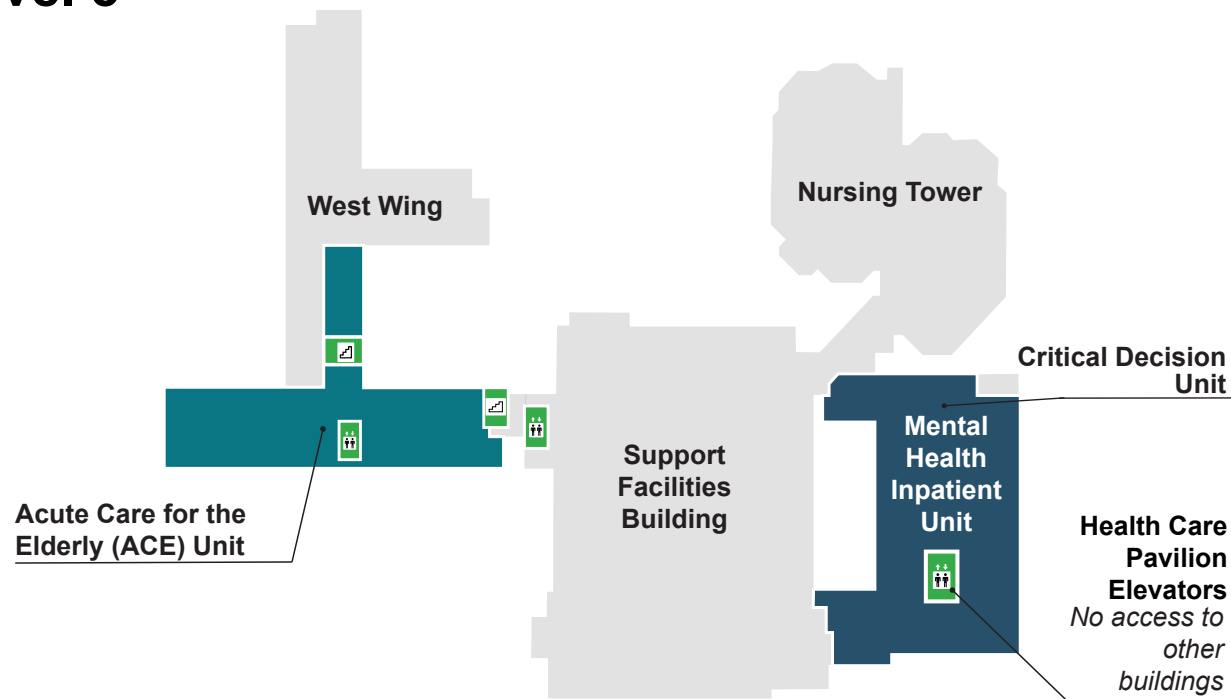 West Wing
Nursing Tower
Critical Decision
Unit
Mental
Health
Inpatient
Unit
Support
Facilities
Building
Acute Care for the
Elderly (ACE) Unit
Health Care
Pavilion
Elevators
No access to
other
buildings